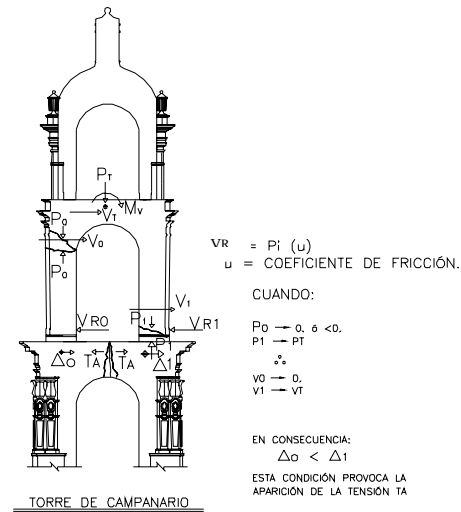 PT
MV
VT
P0
V0
P0
V1
P1
VR0
VR1
P1
Δ0
TA
TA
Δ1
TORRE DE CAMPANARIO
VR = Pi (u)
u = COEFICIENTE DE FRICCIÓN.
CUANDO:
P0 → 0. ó <0.
P1 → PT
∴
V0 → 0.
V1 → VT
EN CONSECUENCIA:
Δ0 < Δ1
ESTA CONDICIÓN PROVOCA LA
APARICIÓN DE LA TENSIÓN TA